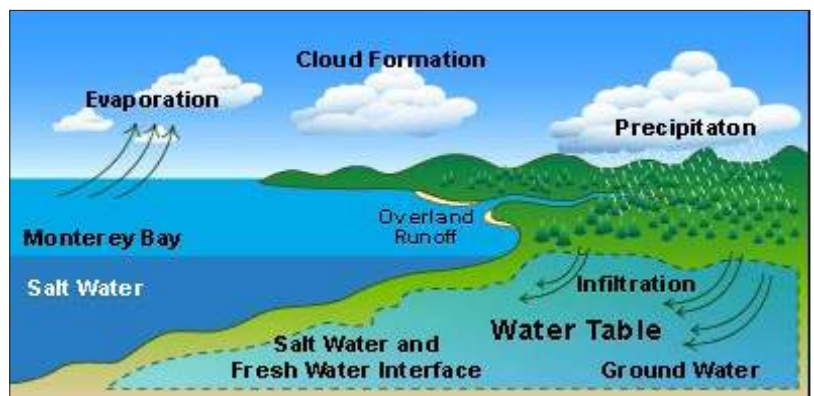 Cloud Formation
Evaporation
Precipitaton
Overland
Runoff
Monterey Bay
Salt Water
Infiltration
Water Table
Salt Water and
Fresh Water Interface
Ground Water